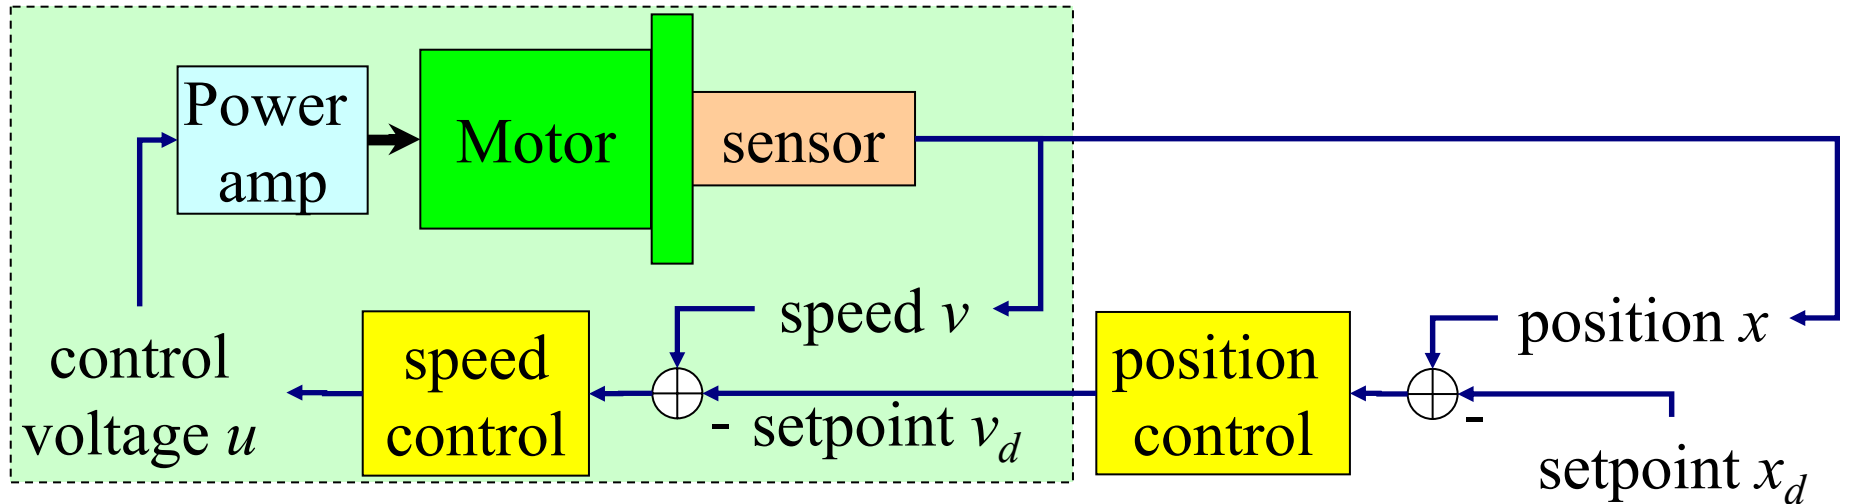 Power
amp
Motor
sensor
speed v
position x
control
voltage u
speed
control
- setpoint v_d
position
control
-
setpoint x_d